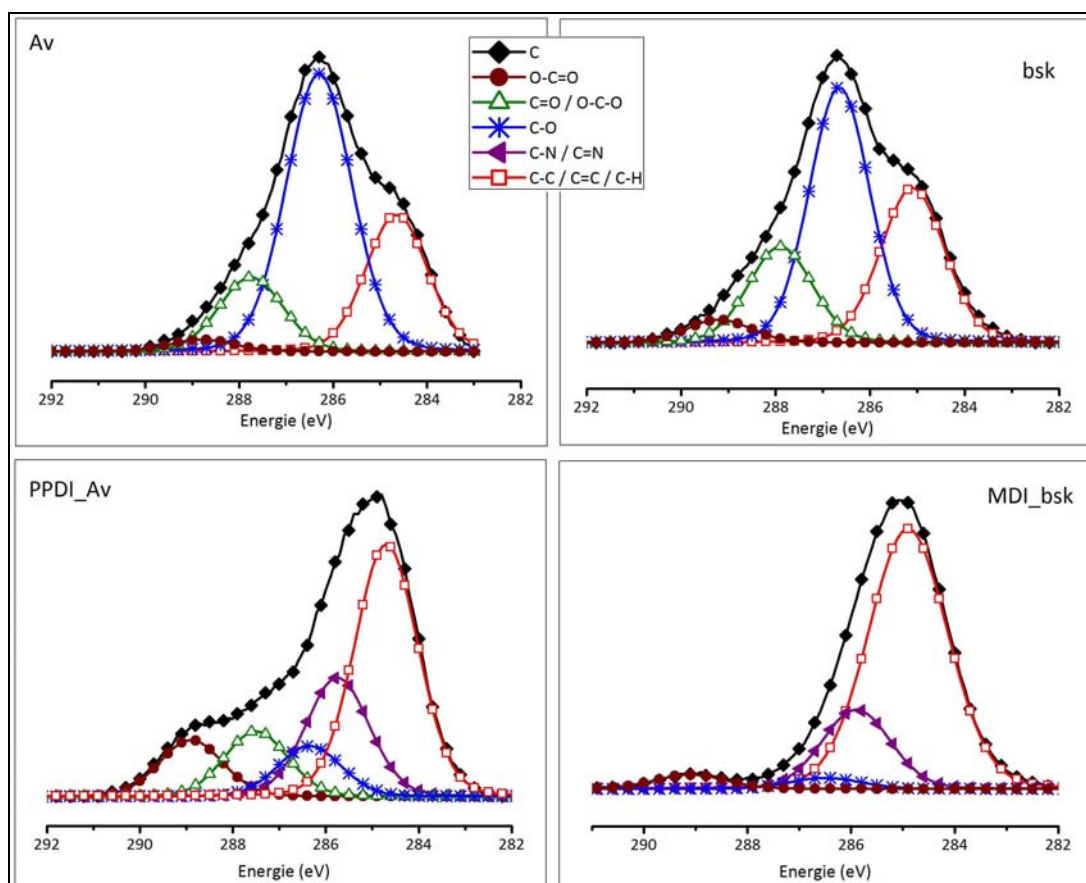 Av
bsk
C
O-C=O
C=O / O-C-O
C-O
C-N / C=N
C-C / C=C / C-H
292 290 288 286 284 282
Energie (eV)
292 290 288 286 284 282
Energie (eV)
PPDI_Av
MDI_bsk
292 290 288 286 284 282
Energie (eV)
290 288 286 284 282
Energie (eV)